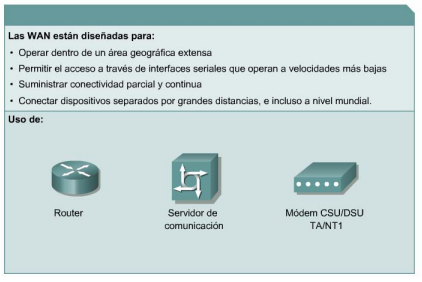 Las WAN están diseñadas para:
• Operar dentro de un área geográfica extensa
• Permitir el acceso a través de interfaces seriales que operan a velocidades más bajas
• Suministrar conectividad parcial y continua
• Conectar dispositivos separados por grandes distancias, e incluso a nivel mundial.
Uso de:
Router
Servidor de
comunicación
Módem CSU/DSU
TA/NT1